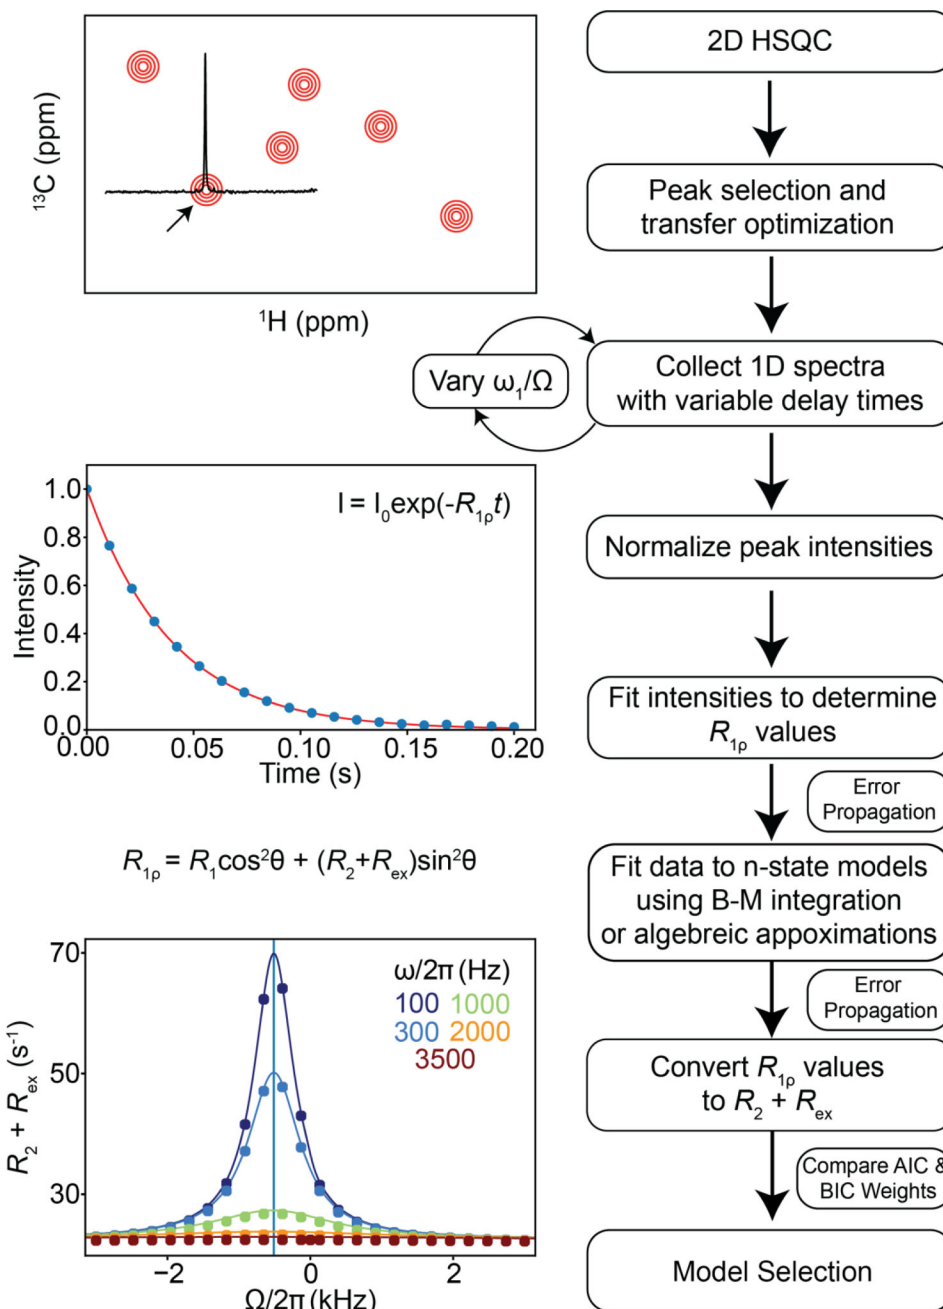 2D HSQC
¹³C (ppm)
¹H (ppm)
Peak selection and
transfer optimization
Vary ω₁/Ω
Collect 1D spectra
with variable delay times
Normalize peak intensities
I = I₀exp(-R₁ρt)
Intensity
1.0
0.8
0.6
0.4
0.2
0.0
0.00
0.05
0.10
0.15
0.20
Time (s)
Fit intensities to determine
R₁ρ values
Error
Propagation
R₁ρ = R₁cos²θ + (R₂+Rₑₓ)sin²θ
Fit data to n-state models
using B-M integration
or algebreic appoximations
Error
Propagation
Convert R₁ρ values
to R₂ + Rₑₓ
Compare AIC &
BIC Weights
Model Selection
R₂ + Rₑₓ (s⁻¹)
70
50
30
ω/2π (Hz)
100 1000
300 2000
3500
−2
0
2
Ω/2π (kHz)